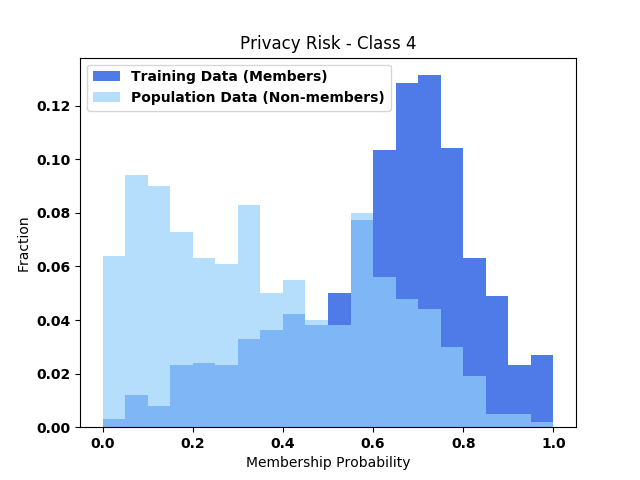 Privacy Risk - Class 4
Training Data (Members)
Population Data (Non-members)
0.12
0.10
0.08
0.06
0.04
0.02
0.00
Fraction
0.0 0.2 0.4 0.6 0.8 1.0
Membership Probability